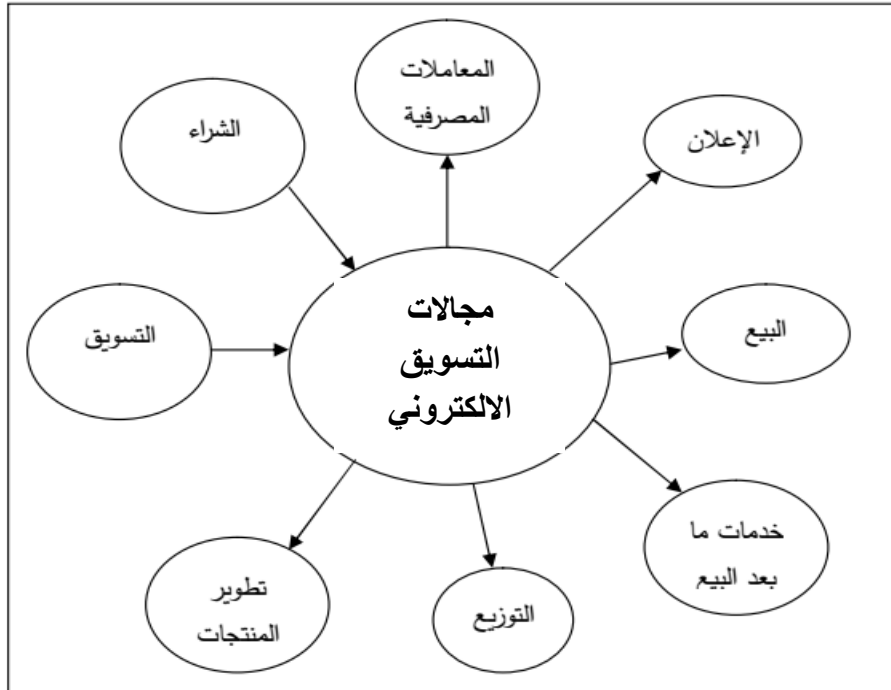 المعاملات
المصرفية
الإعلان
الشراء
البيع
مجالات
التسويق
الالكتروني
التسويق
خدمات ما
بعد البيع
التوزيع
تطوير
المنتجات